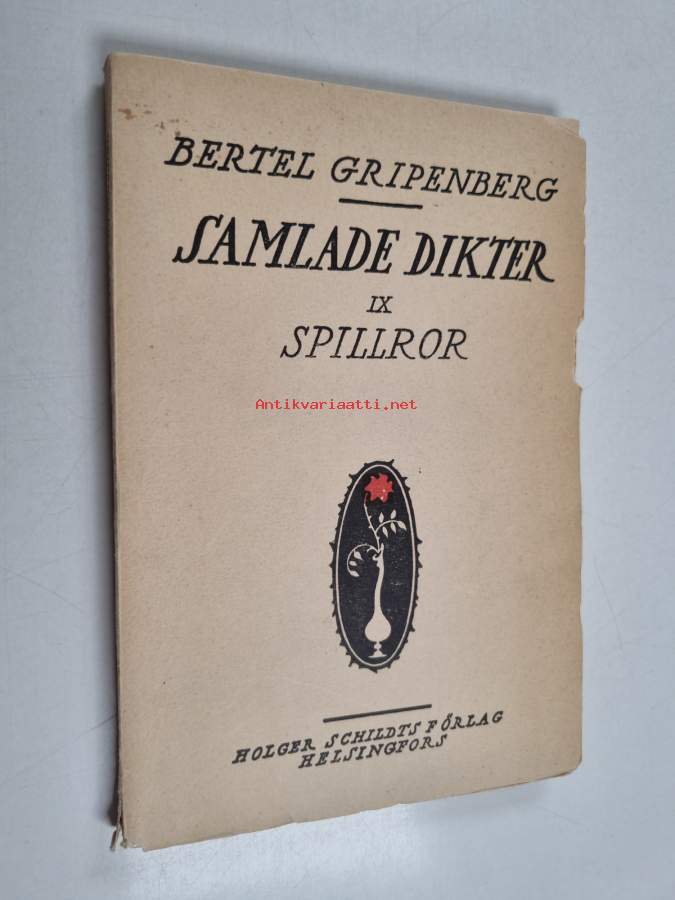 BERTEL GRIPENBERG
SAMLADE DIKTER
IX
SPILLROR
Antikvariaatti.net
HOLGER SCHILDTS FÖRLAG
HELSINGFORS